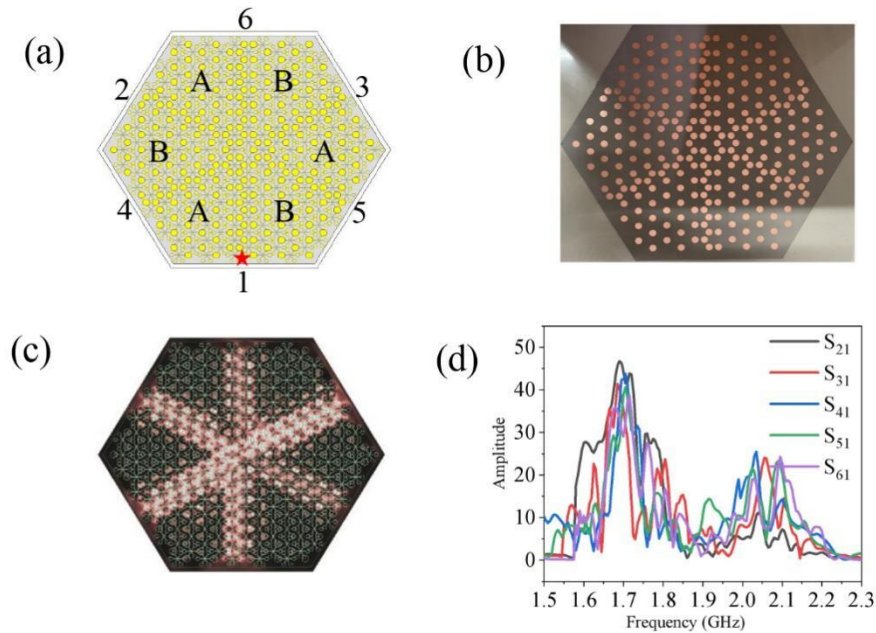 (a)
6
A
B
2
3
B
A
4
A
B
5
1
(b)
(c)
(d)
50
40
30
20
10
0
Amplitude
S21
S31
S41
S51
S61
1.5 1.6 1.7 1.8 1.9 2.0 2.1 2.2 2.3
Frequency (GHz)